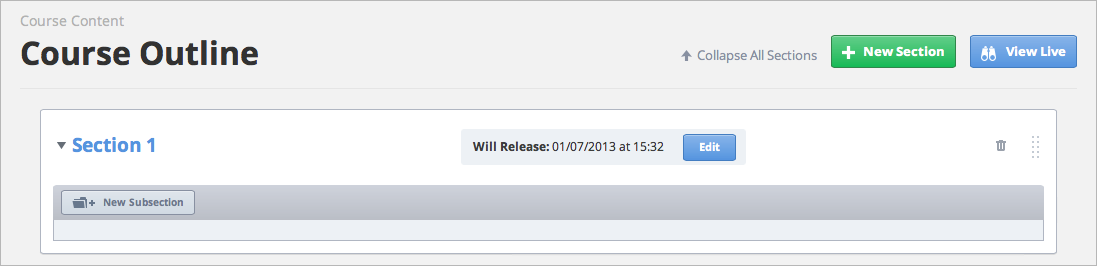 Course Content
Course Outline
Collapse All Sections
New Section
View Live
Section 1
Will Release: 01/07/2013 at 15:32
Edit
New Subsection